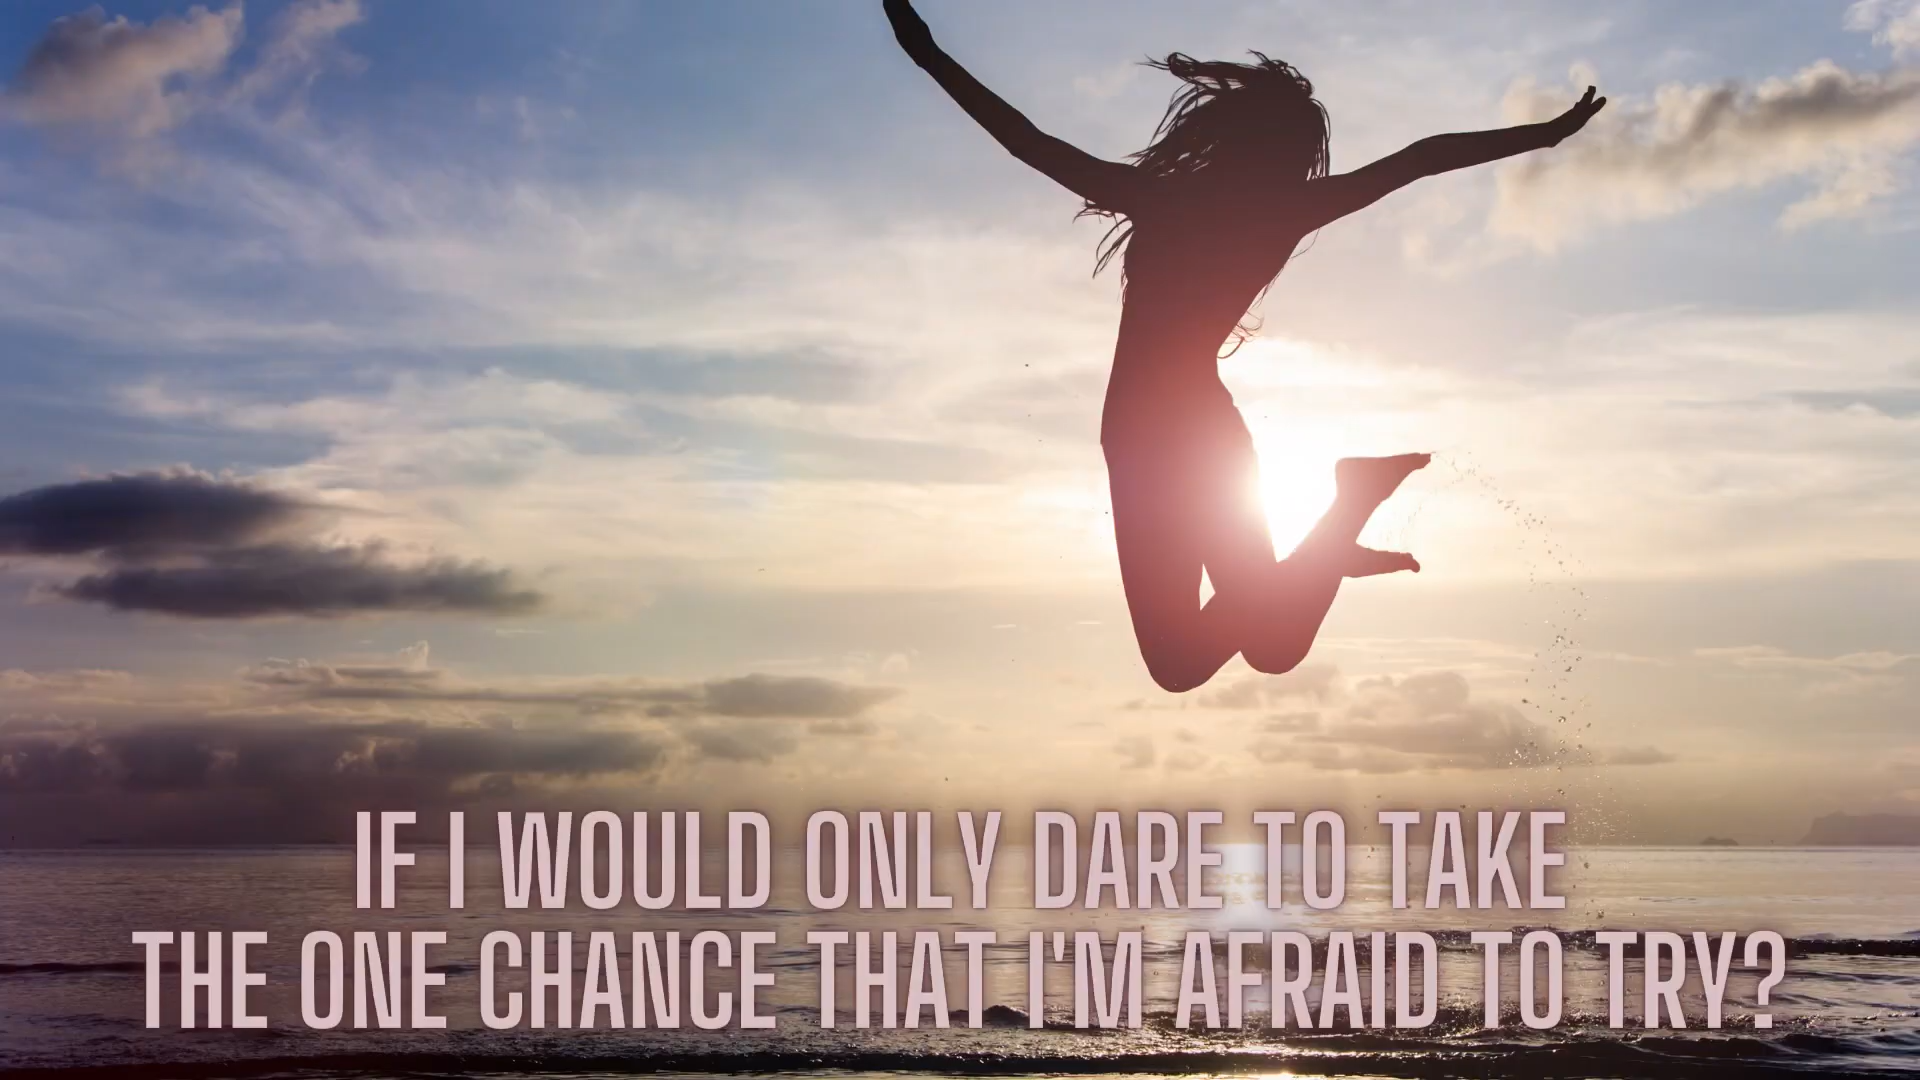 IF I WOULD ONLY DARE TO TAKE
THE ONE CHANCE THAT I'M AFRAID TO TRY?